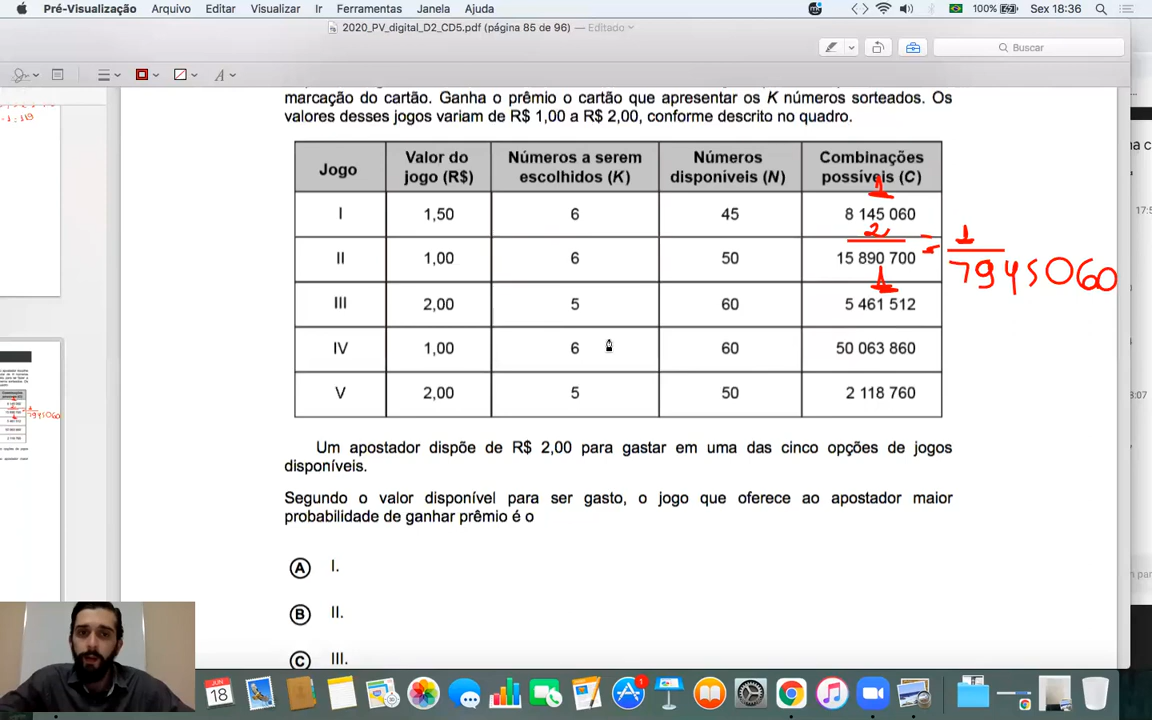 Pré-Visualização Arquivo Editar Visualizar Ir Ferramentas Janela Ajuda 100% Sex 18:36
2020_PV_digital_D2_CD5.pdf (página 85 de 96) — Editado
Buscar
marcação do cartão. Ganha o prêmio o cartão que apresentar os K números sorteados. Os
valores desses jogos variam de R$ 1,00 a R$ 2,00, conforme descrito no quadro.
Jogo Valor do jogo (R$) Números a serem escolhidos (K) Números disponíveis (N) Combinações possíveis (C)
1
I 1,50 6 45 8 145 060
2 = 1
II 1,00 6 50 15 890 700 7945060
1
III 2,00 5 60 5 461 512
IV 1,00 6 60 50 063 860
V 2,00 5 50 2 118 760
Um apostador dispõe de R$ 2,00 para gastar em uma das cinco opções de jogos
disponíveis.
Segundo o valor disponível para ser gasto, o jogo que oferece ao apostador maior
probabilidade de ganhar prêmio é o
A I.
B II.
C III.
JUN
18
1